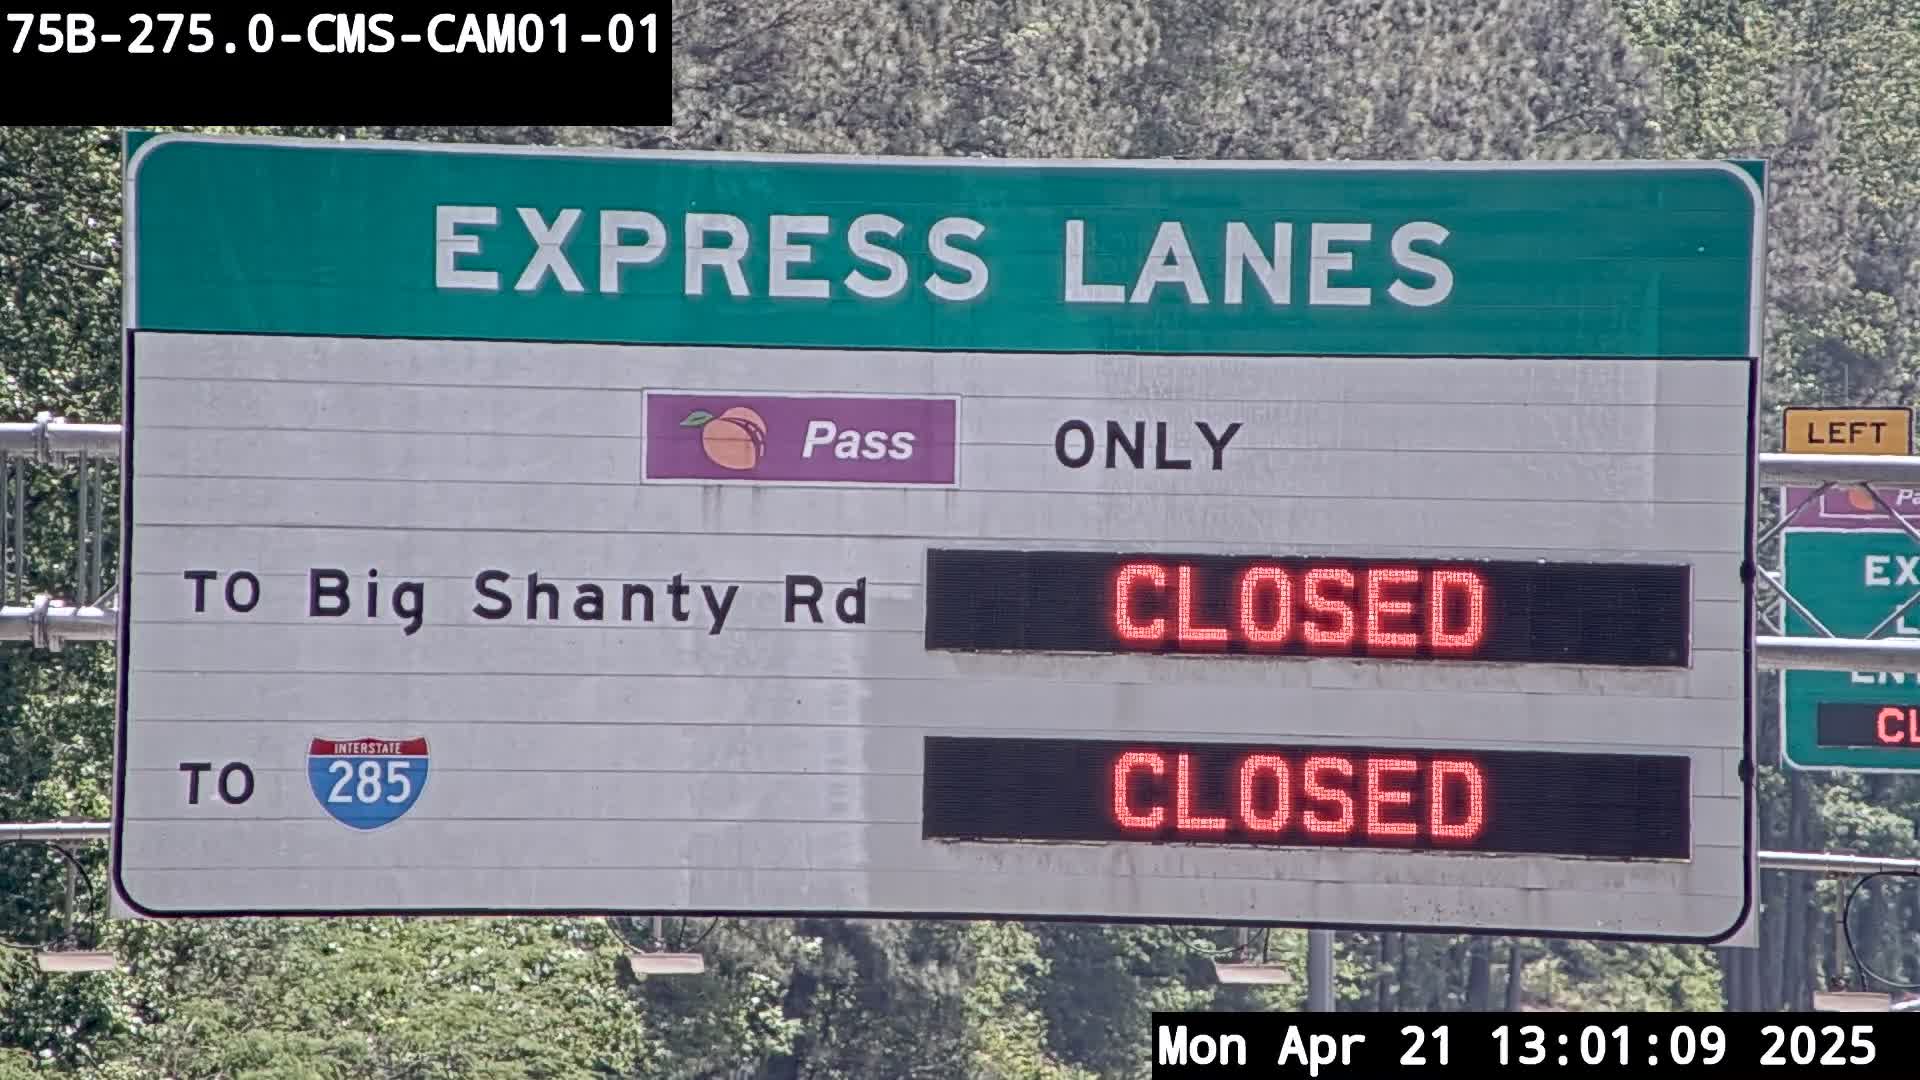 75B-275.0-CMS-CAM01-01
EXPRESS LANES
Pass ONLY
TO Big Shanty Rd CLOSED
TO INTERSTATE 285 CLOSED
LEFT
Mon Apr 21 13:01:09 2025